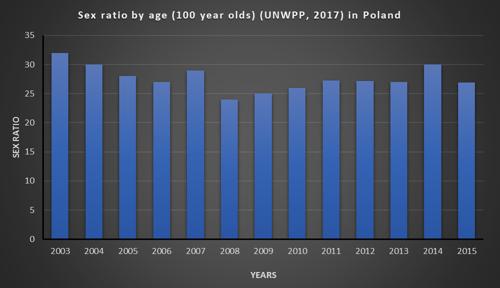 Sex ratio by age (100 year olds) (UNWPP, 2017) in Poland
35
30
25
20
15
10
5
0
SEX RATIO
2003 2004 2005 2006 2007 2008 2009 2010 2011 2012 2013 2014 2015
YEARS